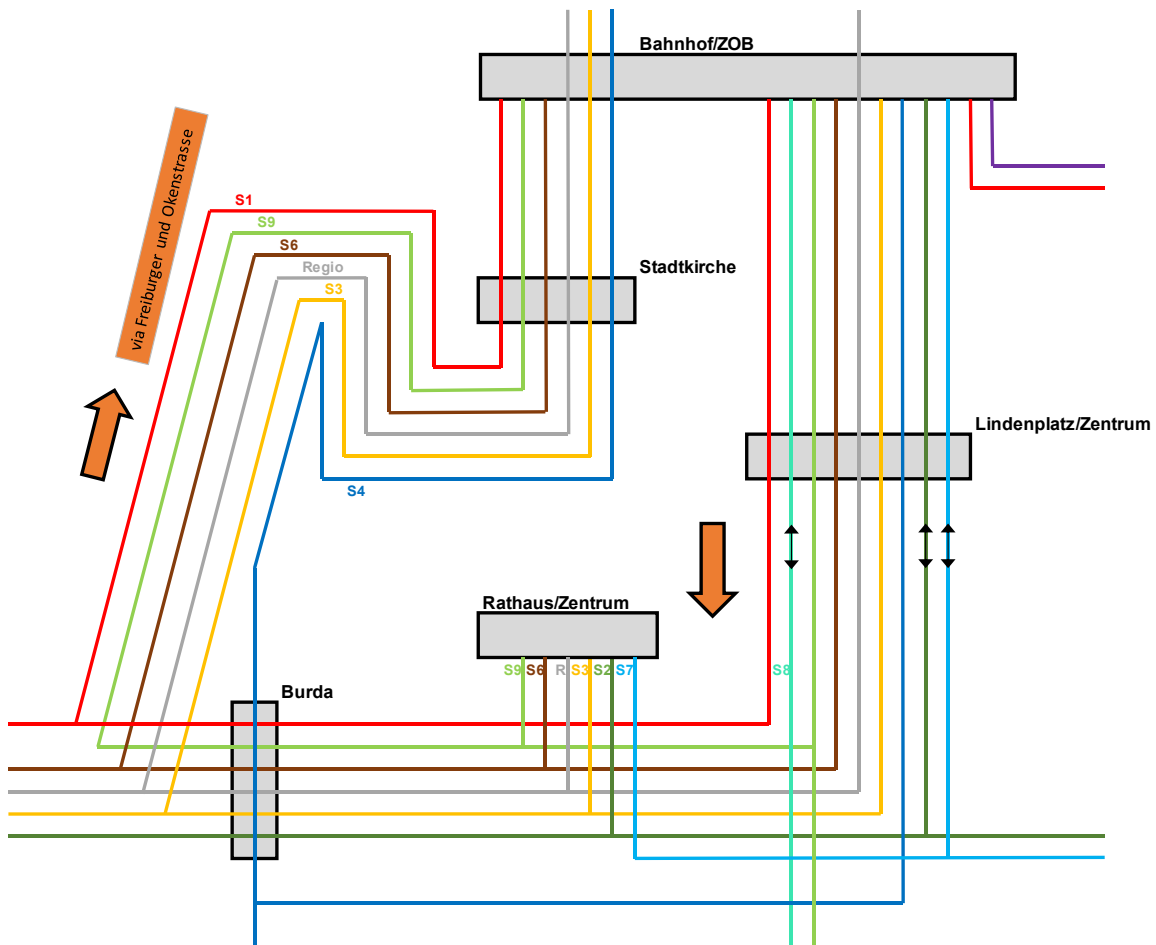 Bahnhof/ZOB
via Freiburger und Okenstrasse
S1
S9
S6
Regio
S3
Stadtkirche
Lindenplatz/Zentrum
S4
Rathaus/Zentrum
S9 S6 R S3 S2 S7 S8
Burda